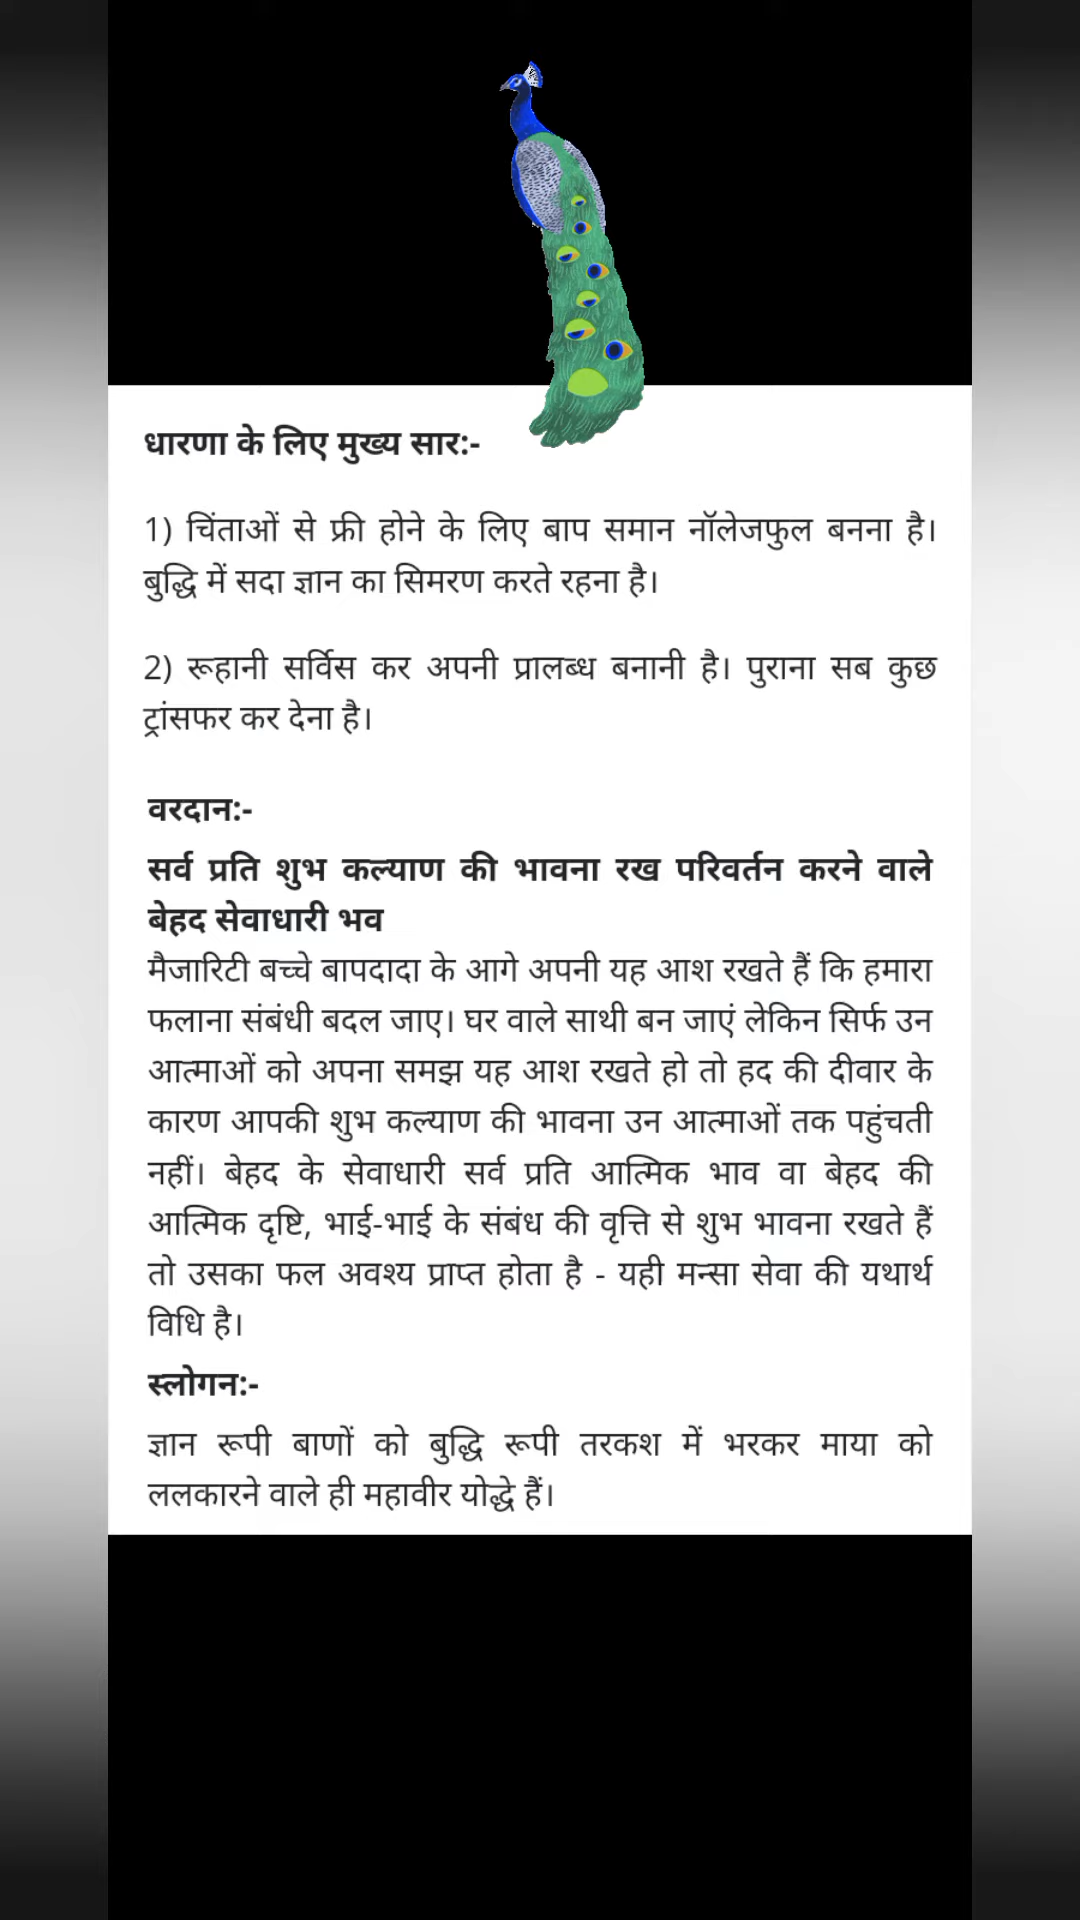 धारणा के लिए मुख्य सार:-
1) चिंताओं से फ्री होने के लिए बाप समान नॉलेजफुल बनना है।
बुद्धि में सदा ज्ञान का सिमरण करते रहना है।
2) रूहानी सर्विस कर अपनी प्रालब्ध बनानी है। पुराना सब कुछ
ट्रांसफर कर देना है।
वरदान:-
सर्व प्रति शुभ कल्याण की भावना रख परिवर्तन करने वाले
बेहद सेवाधारी भव
मैजारिटी बच्चे बापदादा के आगे अपनी यह आश रखते हैं कि हमारा
फलाना संबंधी बदल जाए। घर वाले साथी बन जाएं लेकिन सिर्फ उन
आत्माओं को अपना समझ यह आश रखते हो तो हद की दीवार के
कारण आपकी शुभ कल्याण की भावना उन आत्माओं तक पहुंचती
नहीं। बेहद के सेवाधारी सर्व प्रति आत्मिक भाव वा बेहद की
आत्मिक दृष्टि, भाई-भाई के संबंध की वृत्ति से शुभ भावना रखते हैं
तो उसका फल अवश्य प्राप्त होता है - यही मन्सा सेवा की यथार्थ
विधि है।
स्लोगन:-
ज्ञान रूपी बाणों को बुद्धि रूपी तरकश में भरकर माया को
ललकारने वाले ही महावीर योद्धे हैं।